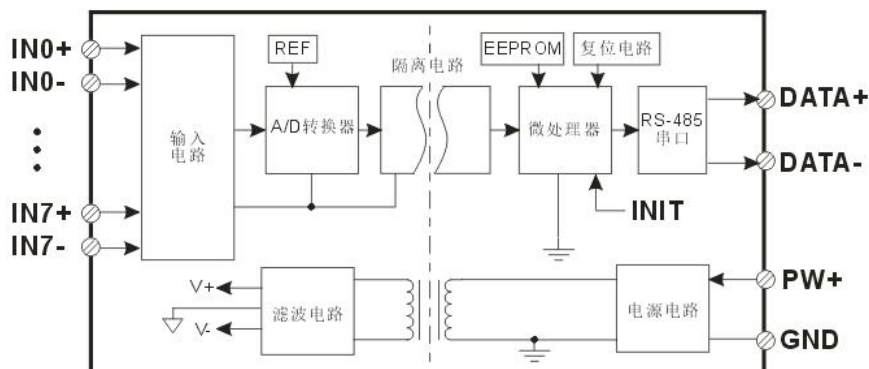 IN0+
IN0-
IN7+
IN7-
输入
电路
REF
A/D转换器
隔离电路
EEPROM
复位电路
微处理器
RS-485
串口
INIT
DATA+
DATA-
V+
V-
滤波电路
电源电路
PW+
GND